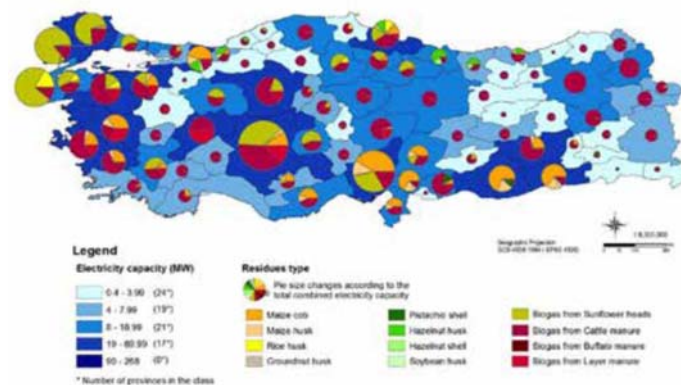 Legend
Electricity capacity (MW)
0.4 - 3.99 (24*)
4 - 7.99 (19*)
8 - 18.99 (21*)
19 - 89.99 (17*)
90 - 268 (0*)
* Number of provinces in the class
Residues type
Pie size changes according to the
total combined electricity capacity
Maize cob
Maize husk
Rice husk
Groundnut husk
Pistachio shell
Hazelnut husk
Hazelnut shell
Soybean husk
Biogas from Sunflower heads
Biogas from Cattle manure
Biogas from Buffalo manure
Biogas from Layer manure
Geographic Projection